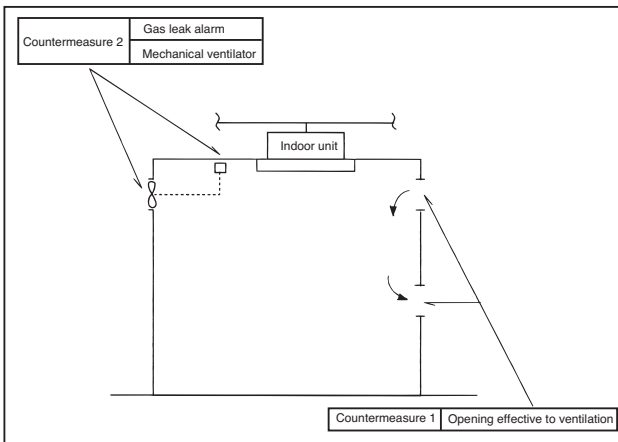 Countermeasure 2
Gas leak alarm
Mechanical ventilator
Indoor unit
Countermeasure 1
Opening effective to ventilation